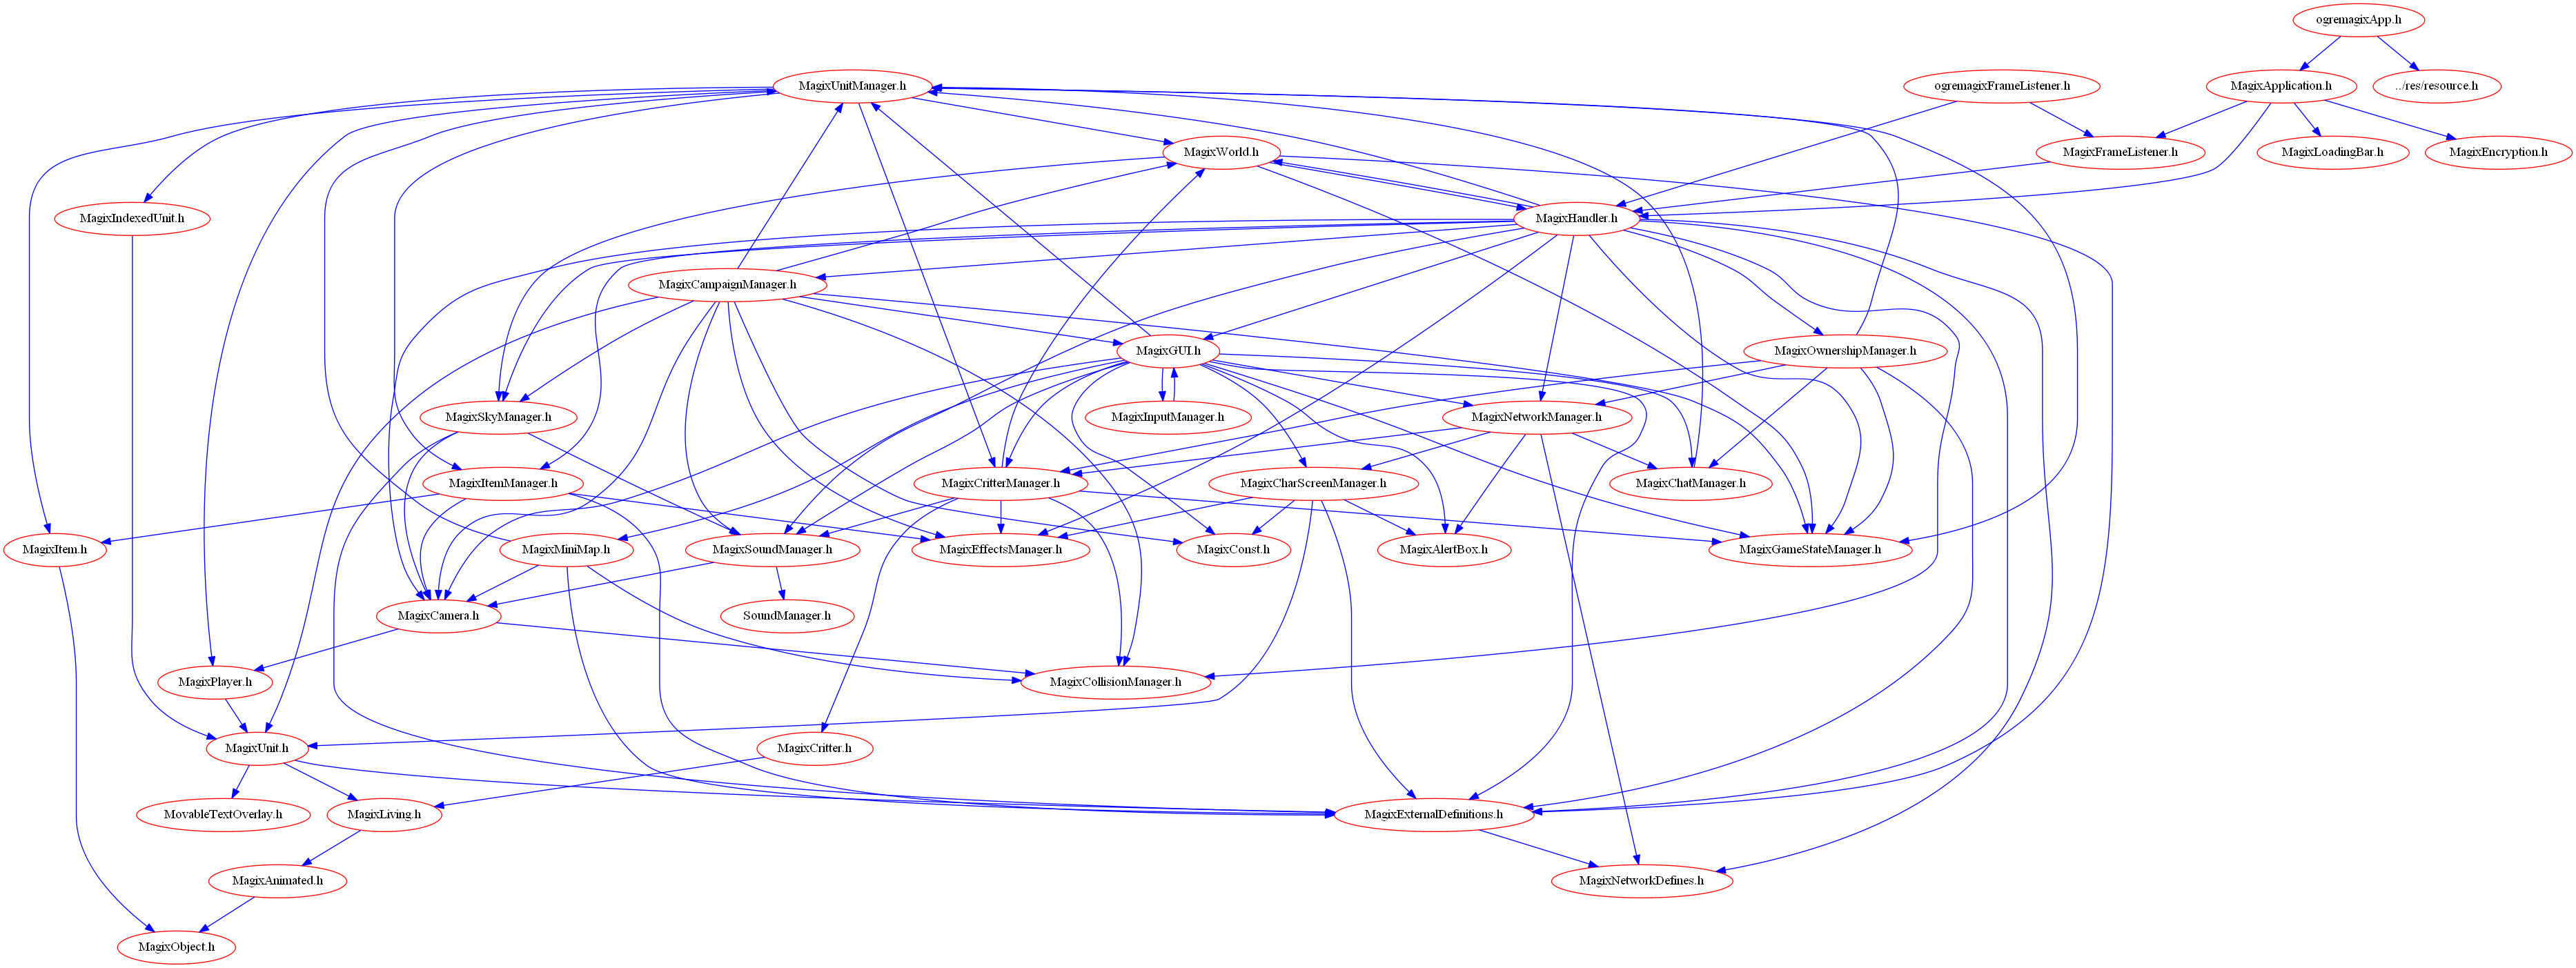 ogremagixApp.h
MagixUnitManager.h
ogremagixFrameListener.h
MagixApplication.h
../res/resource.h
MagixWorld.h
MagixFrameListener.h
MagixLoadingBar.h
MagixEncryption.h
MagixIndexedUnit.h
MagixHandler.h
MagixCampaignManager.h
MagixGUI.h
MagixOwnershipManager.h
MagixSkyManager.h
MagixInputManager.h
MagixNetworkManager.h
MagixItemManager.h
MagixCritterManager.h
MagixCharScreenManager.h
MagixChatManager.h
MagixItem.h
MagixMiniMap.h
MagixSoundManager.h
MagixEffectsManager.h
MagixConst.h
MagixAlertBox.h
MagixGameStateManager.h
MagixCamera.h
SoundManager.h
MagixPlayer.h
MagixCollisionManager.h
MagixUnit.h
MagixCritter.h
MovableTextOverlay.h
MagixLiving.h
MagixExternalDefinitions.h
MagixAnimated.h
MagixNetworkDefines.h
MagixObject.h